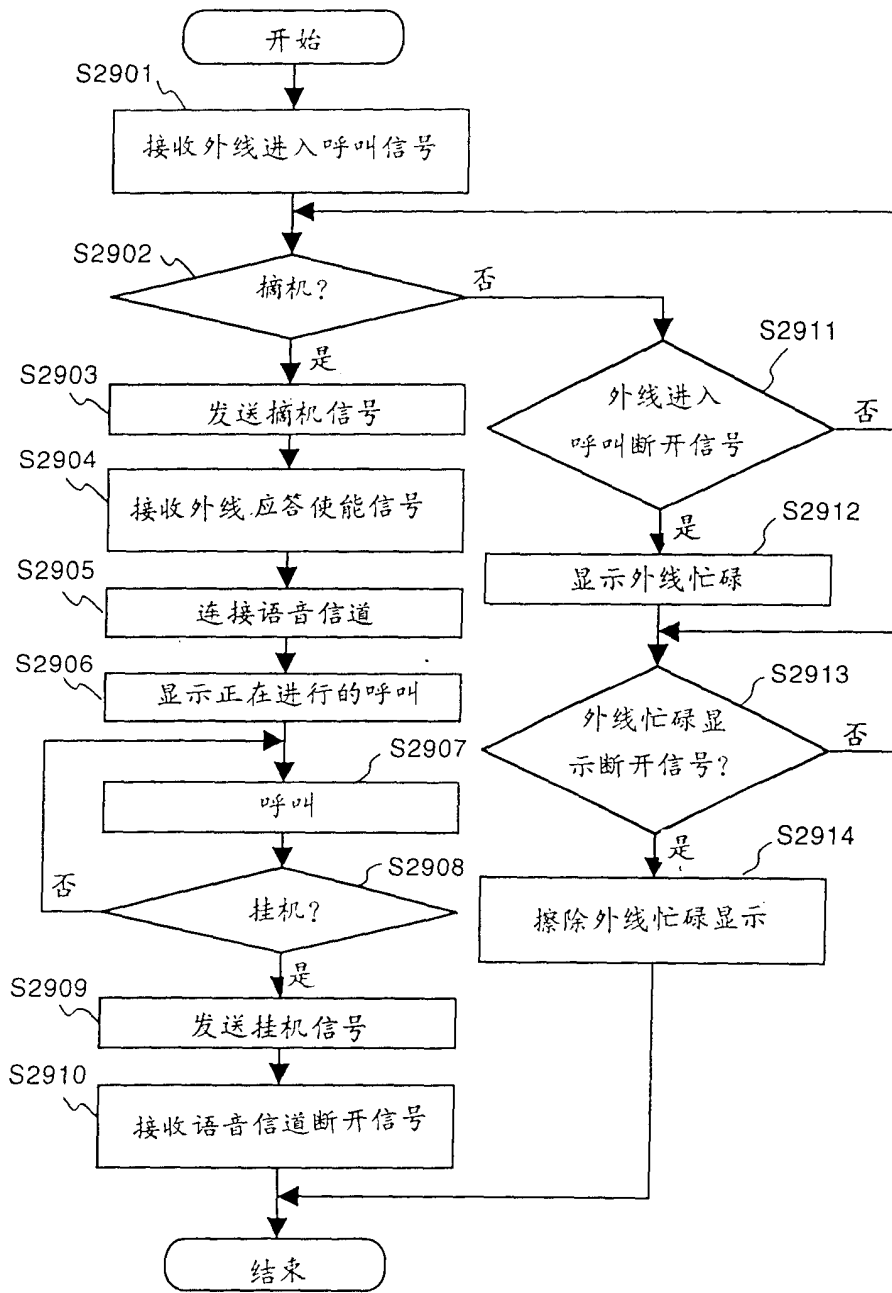 开始
S2901
接收外线进入呼叫信号
S2902
摘机?
否
是
S2903
发送摘机信号
S2904
接收外线应答使能信号
S2905
连接语音信道
S2906
显示正在进行的呼叫
S2907
呼叫
S2908
挂机?
否
是
S2909
发送挂机信号
S2910
接收语音信道断开信号
结束
S2911
外线进入
呼叫断开信号
否
是
S2912
显示外线忙碌
S2913
外线忙碌显
示断开信号?
否
是
S2914
擦除外线忙碌显示